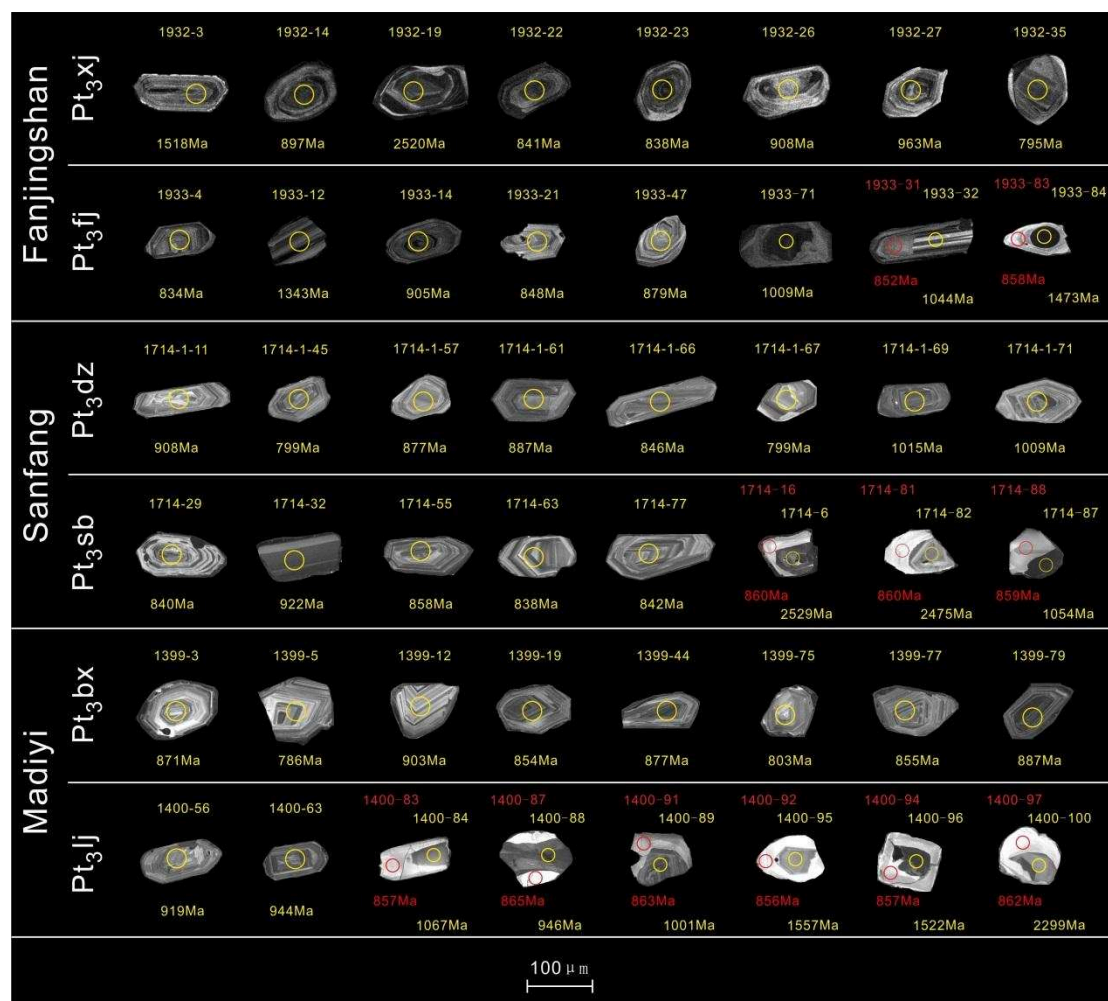 Fanjingshan
Pt3xj
1932-3 1932-14 1932-19 1932-22 1932-23 1932-26 1932-27 1932-35
1518Ma 897Ma 2520Ma 841Ma 838Ma 908Ma 963Ma 795Ma
Pt3fj
1933-4 1933-12 1933-14 1933-21 1933-47 1933-71 1933-31 1933-32 1933-83 1933-84
834Ma 1343Ma 905Ma 848Ma 879Ma 1009Ma 852Ma 1044Ma 858Ma 1473Ma
Sanfang
Pt3dz
1714-1-11 1714-1-45 1714-1-57 1714-1-61 1714-1-66 1714-1-67 1714-1-69 1714-1-71
908Ma 799Ma 877Ma 887Ma 846Ma 799Ma 1015Ma 1009Ma
Pt3sb
1714-29 1714-32 1714-55 1714-63 1714-77 1714-16 1714-6 1714-81 1714-82 1714-88 1714-87
840Ma 922Ma 858Ma 838Ma 842Ma 860Ma 2529Ma 860Ma 2475Ma 859Ma 1054Ma
Madiyi
Pt3bx
1399-3 1399-5 1399-12 1399-19 1399-44 1399-75 1399-77 1399-79
871Ma 786Ma 903Ma 854Ma 877Ma 803Ma 855Ma 887Ma
Pt3lj
1400-56 1400-63 1400-83 1400-84 1400-87 1400-88 1400-91 1400-89 1400-92 1400-95 1400-94 1400-96 1400-97 1400-100
919Ma 944Ma 857Ma 1067Ma 865Ma 946Ma 863Ma 1001Ma 856Ma 1557Ma 857Ma 1522Ma 862Ma 2299Ma
100 μm